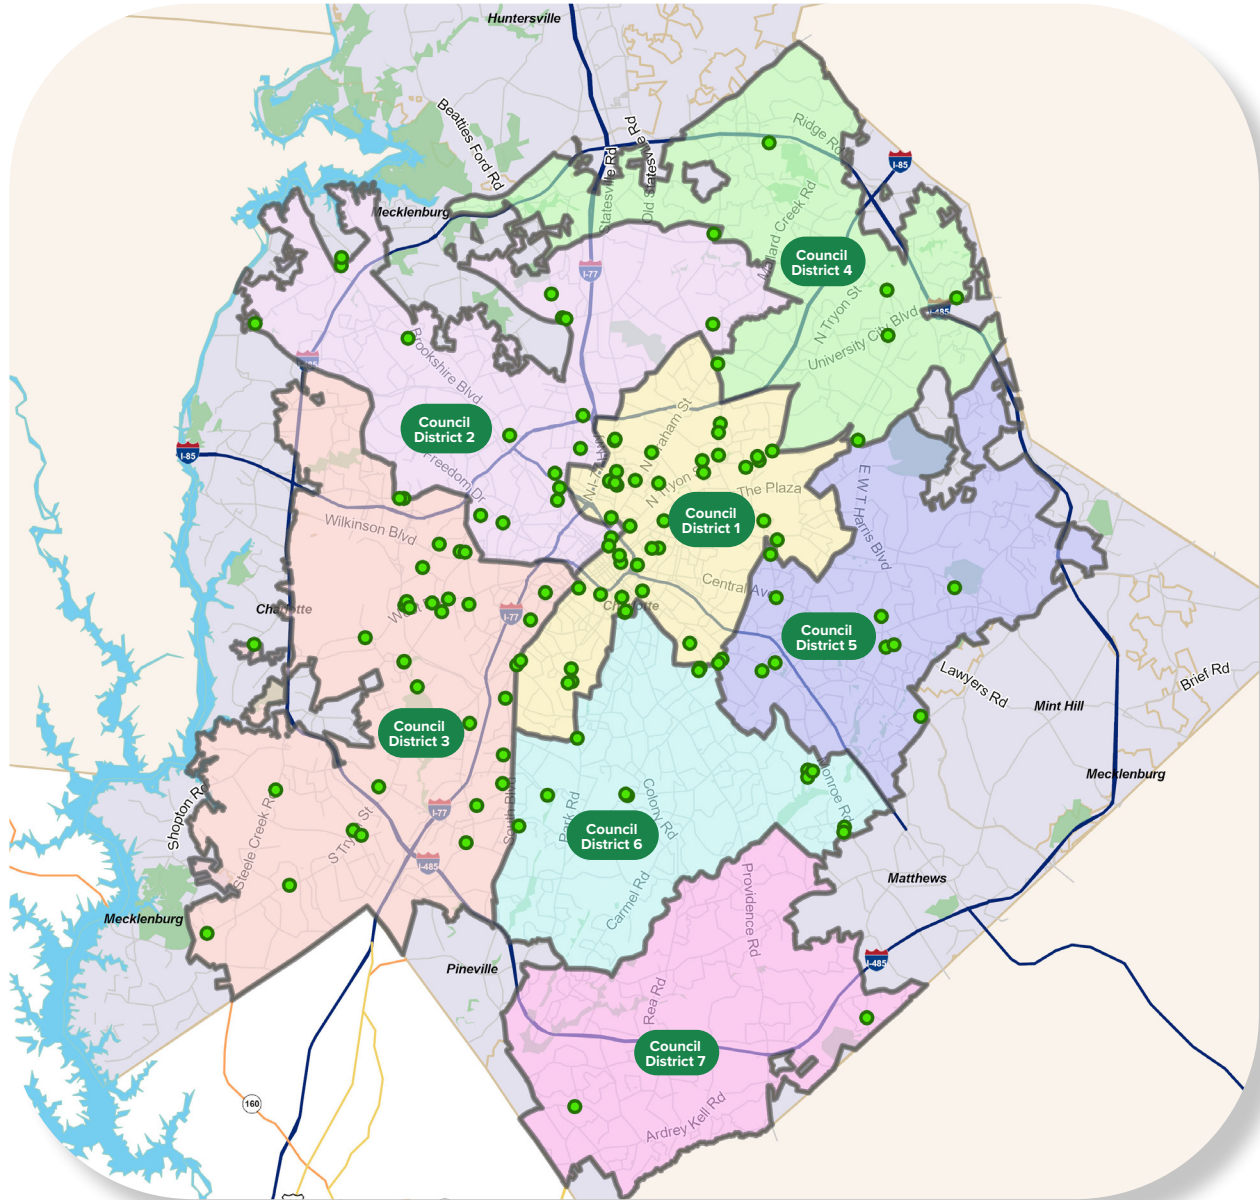 Huntersville
Beatties Ford Rd
Statesville Rd
Old Statesville Rd
Ridge Rd
I-85
Mecklenburg
Mallard Creek Rd
Council
District 4
I-77
N Tryon St
I-485
University City Blvd
Brookshire Blvd
Council
District 2
N Graham St
I-85
Freedom Dr
N I-77
N Tryon St
The Plaza
E W T Harris Blvd
Wilkinson Blvd
Council
District 1
Central Ave
Charlotte
Charlotte
I-77
Council
District 5
Lawyers Rd
Brief Rd
Mint Hill
Council
District 3
Mecklenburg
Shopton Rd
Steele Creek Rd
S Tryon St
I-77
I-485
South Blvd
Park Rd
Colony Rd
Council
District 6
Monroe Rd
Carmel Rd
Providence Rd
Matthews
Mecklenburg
Pineville
I-485
Rea Rd
Council
District 7
Ardrey Kell Rd
160